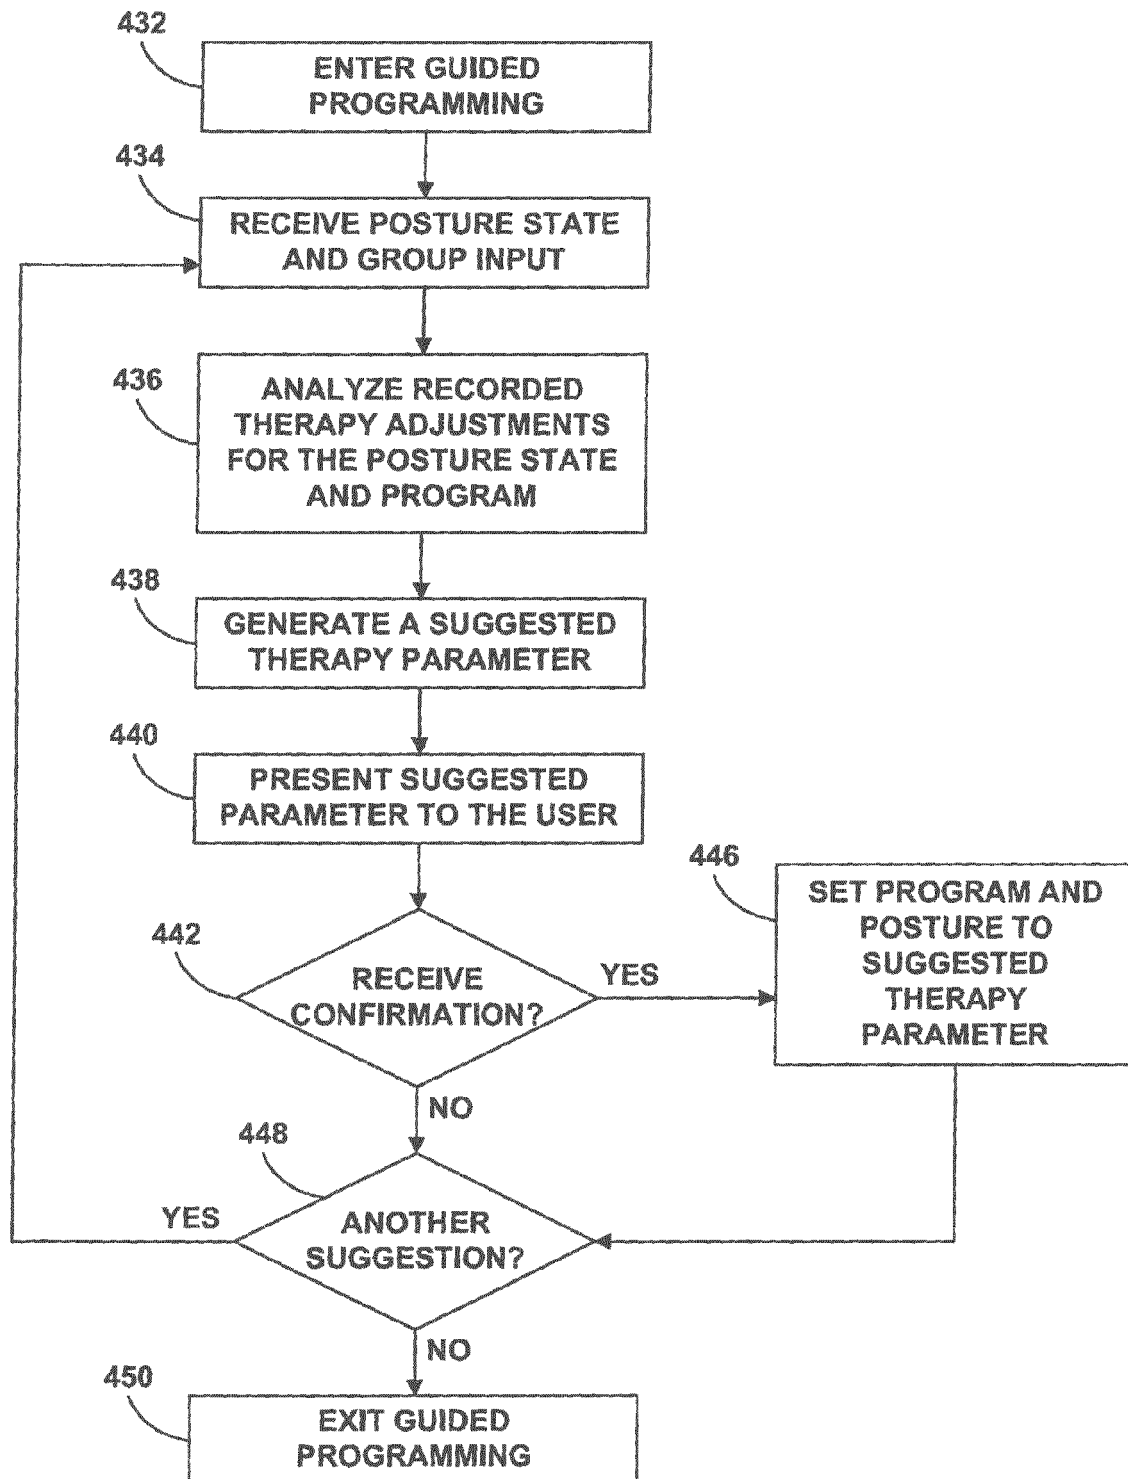 432
ENTER GUIDED
PROGRAMMING
434
RECEIVE POSTURE STATE
AND GROUP INPUT
436
ANALYZE RECORDED
THERAPY ADJUSTMENTS
FOR THE POSTURE STATE
AND PROGRAM
438
GENERATE A SUGGESTED
THERAPY PARAMETER
440
PRESENT SUGGESTED
PARAMETER TO THE USER
442
RECEIVE
CONFIRMATION?
YES
446
SET PROGRAM AND
POSTURE TO
SUGGESTED
THERAPY
PARAMETER
NO
448
YES
ANOTHER
SUGGESTION?
NO
450
EXIT GUIDED
PROGRAMMING